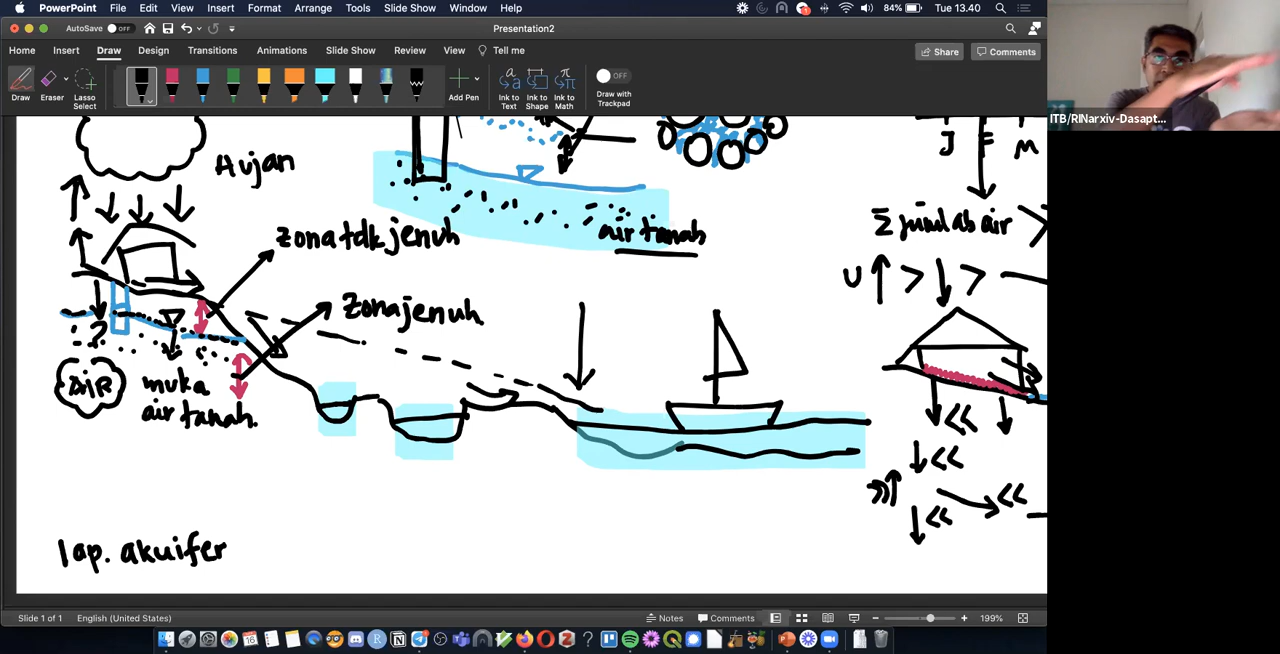 PowerPoint File Edit View Insert Format Arrange Tools Slide Show Window Help
84% Tue 13.40
AutoSave OFF
Presentation2
Home Insert Draw Design Transitions Animations Slide Show Review View Tell me
Share Comments
Draw
Eraser
Lasso Select
Add Pen
Ink to Text
Ink to Shape
Ink to Math
OFF
Draw with Trackpad
ITB/RINarxiv-Dasapt...
Hujan
J F M
zona tdk jenuh
air tanah
Σ jumlah air >
U ↑ > ↓ >
zona jenuh
?
AIR
muka
air tanah.
<<
<<
<<
<<
lap. akuifer
Slide 1 of 1 English (United States)
Notes Comments 199%